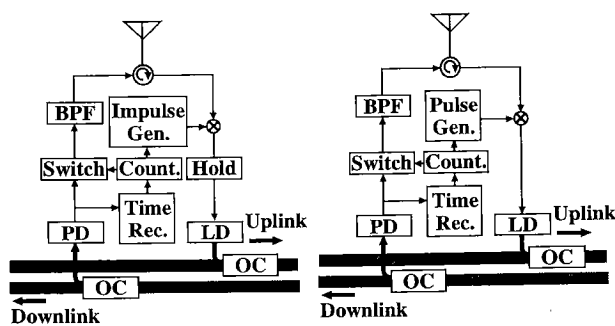 BPF
Impulse
Gen.
Switch
Count.
Hold
Time
Rec.
PD
LD
Uplink
OC
OC
Downlink
BPF
Pulse
Gen.
Switch
Count.
Time
Rec.
PD
LD
Uplink
OC
OC
Downlink